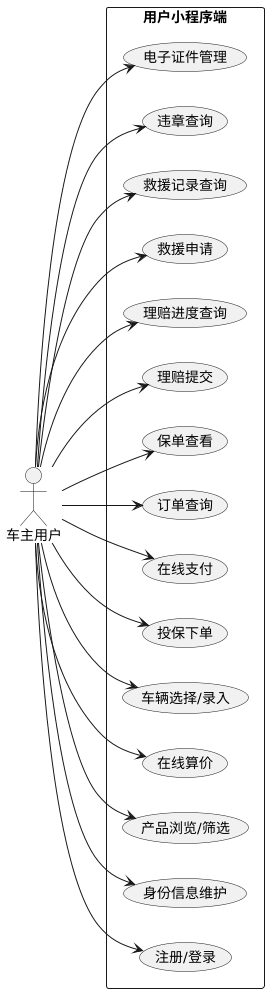 用户小程序端
电子证件管理
违章查询
救援记录查询
救援申请
理赔进度查询
理赔提交
保单查看
订单查询
车主用户
在线支付
投保下单
车辆选择/录入
在线算价
产品浏览/筛选
身份信息维护
注册/登录